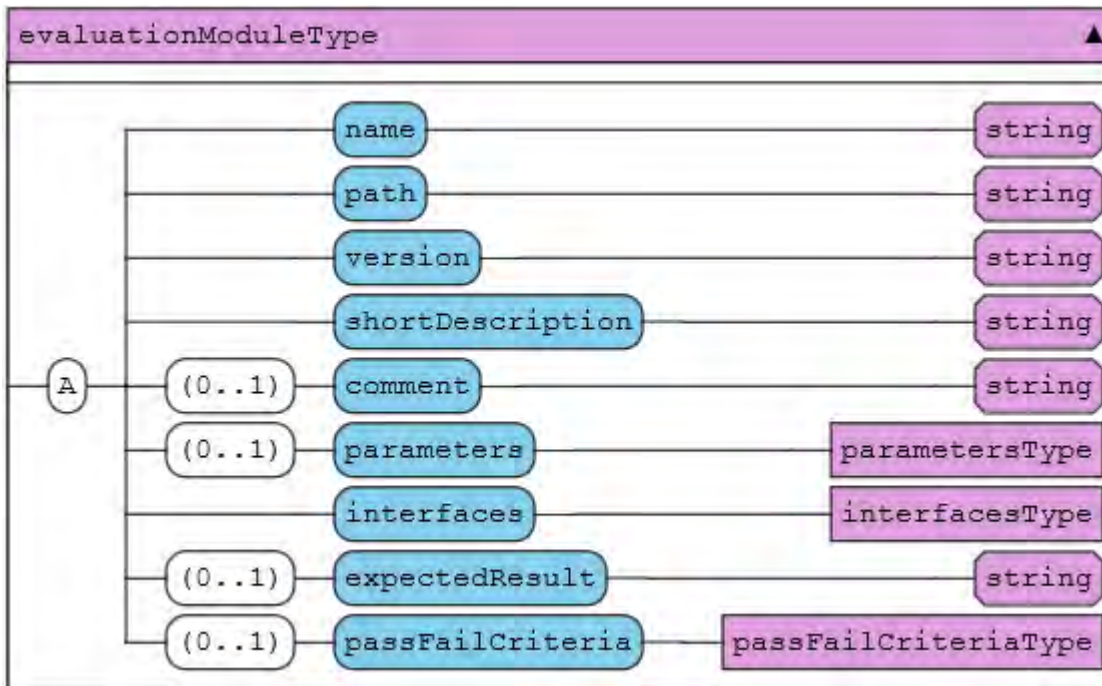 evaluationModuleType ▲
name string
path string
version string
shortDescription string
A (0..1) comment string
(0..1) parameters parametersType
interfaces interfacesType
(0..1) expectedResult string
(0..1) passFailCriteria passFailCriteriaType